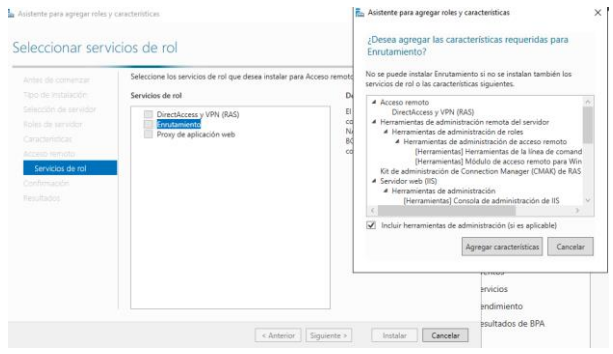 Asistente para agregar roles y características
Seleccionar servicios de rol
Antes de comenzar
Tipo de instalación
Selección de servidor
Roles de servidor
Características
Acceso remoto
Servicios de rol
Confirmación
Resultados
Seleccione los servicios de rol que desea instalar para Acceso remoto
Servicios de rol
DirectAccess y VPN (RAS)
Enrutamiento
Proxy de aplicación web
< Anterior
Siguiente >
Instalar
Cancelar
Asistente para agregar roles y características
¿Desea agregar las características requeridas para
Enrutamiento?
No se puede instalar Enrutamiento si no se instalan también los
servicios de rol o las características siguientes.
Acceso remoto
DirectAccess y VPN (RAS)
Herramientas de administración remota del servidor
Herramientas de administración de roles
Herramientas de administración de acceso remoto
[Herramientas] Herramientas de la línea de comand
[Herramientas] Módulo de acceso remoto para Win
Kit de administración de Connection Manager (CMAK) de RAS
Servidor web (IIS)
Herramientas de administración
[Herramientas] Consola de administración de IIS
Incluir herramientas de administración (si es aplicable)
Agregar características
Cancelar
ervicios
endimiento
esultados de BPA